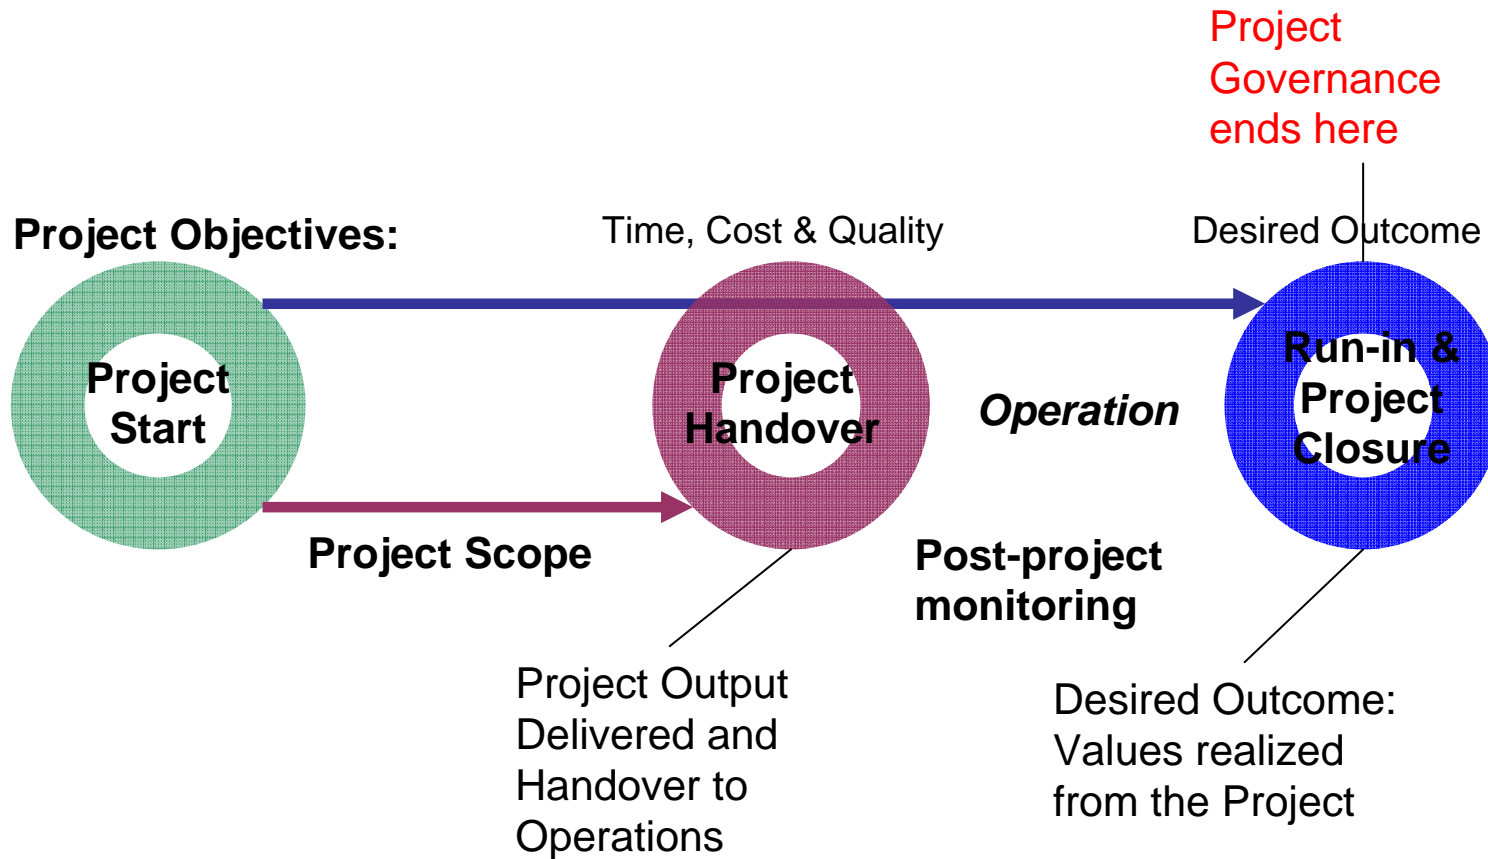 Project
Governance
ends here
Project Objectives:
Time, Cost & Quality
Desired Outcome
Project
Start
Project
Handover
Operation
Run-in &
Project
Closure
Project Scope
Post-project
monitoring
Project Output
Delivered and
Handover to
Operations
Desired Outcome:
Values realized
from the Project